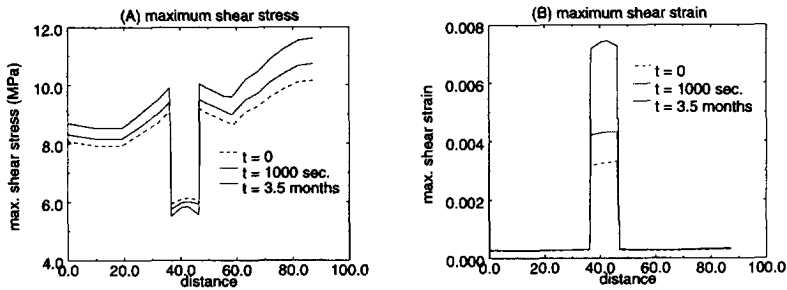 (A) maximum shear stress
12.0
10.0
8.0
6.0
4.0
max. shear stress (MPa)
t = 0
t = 1000 sec.
t = 3.5 months
0.0 20.0 40.0 60.0 80.0 100.0
distance
(B) maximum shear strain
0.008
0.006
0.004
0.002
0.000
max. shear strain
t = 0
t = 1000 sec.
t = 3.5 months
0.0 20.0 40.0 60.0 80.0 100.0
distance